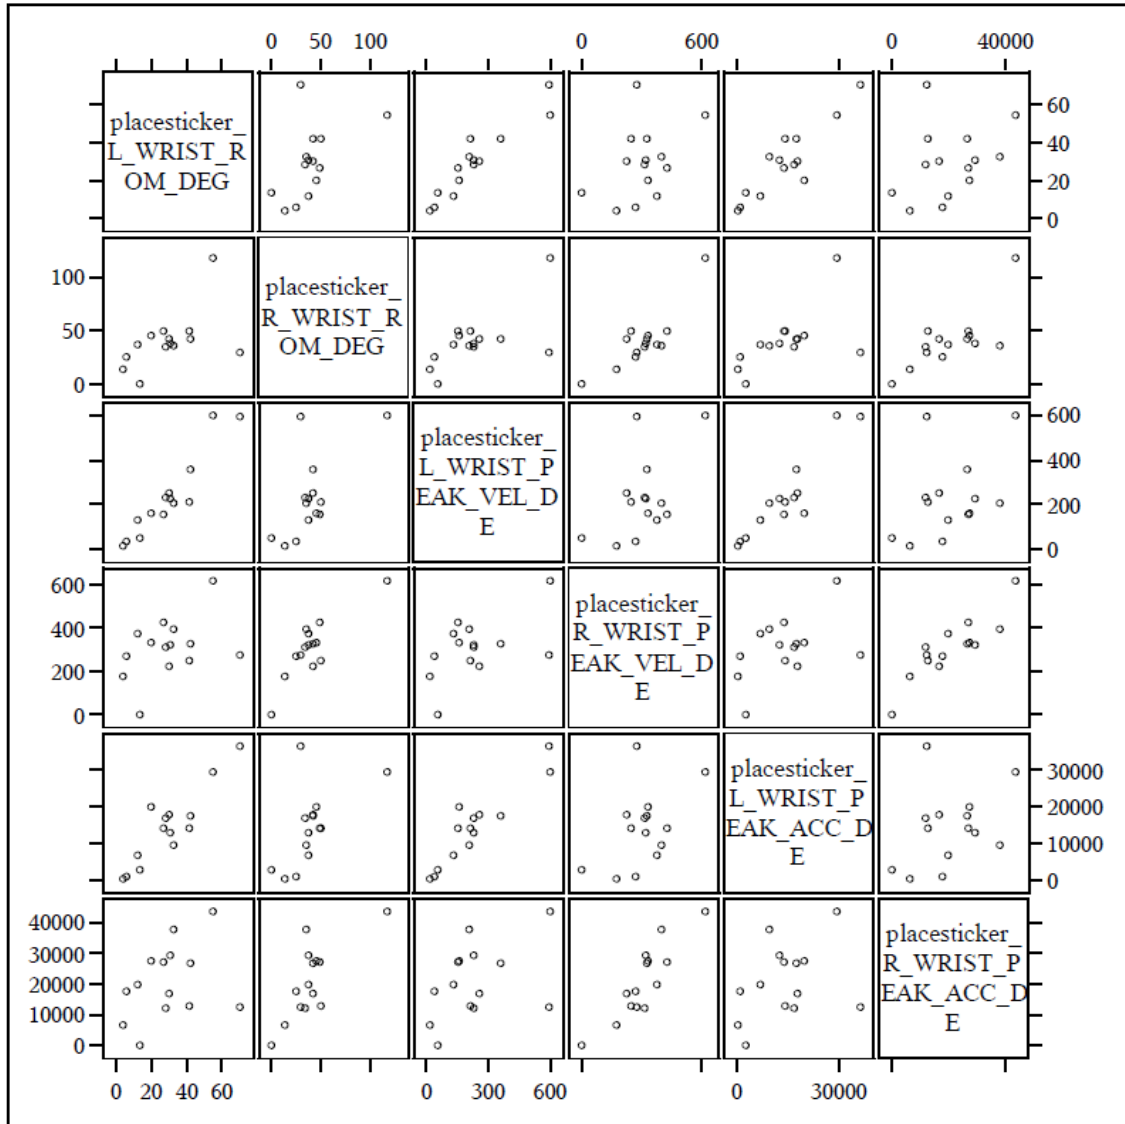 0 50 100 0 600 0 40000
placesticker_
L_WRIST_R
OM_DEG
60
40
20
0
100
50
0
placesticker_
R_WRIST_R
OM_DEG
placesticker_
L_WRIST_P
EAK_VEL_D
E
600
400
200
0
600
400
200
0
placesticker_
R_WRIST_P
EAK_VEL_D
E
placesticker_
L_WRIST_P
EAK_ACC_D
E
30000
20000
10000
0
40000
30000
20000
10000
0
placesticker_
R_WRIST_P
EAK_ACC_D
E
0 20 40 60 0 300 600 0 30000